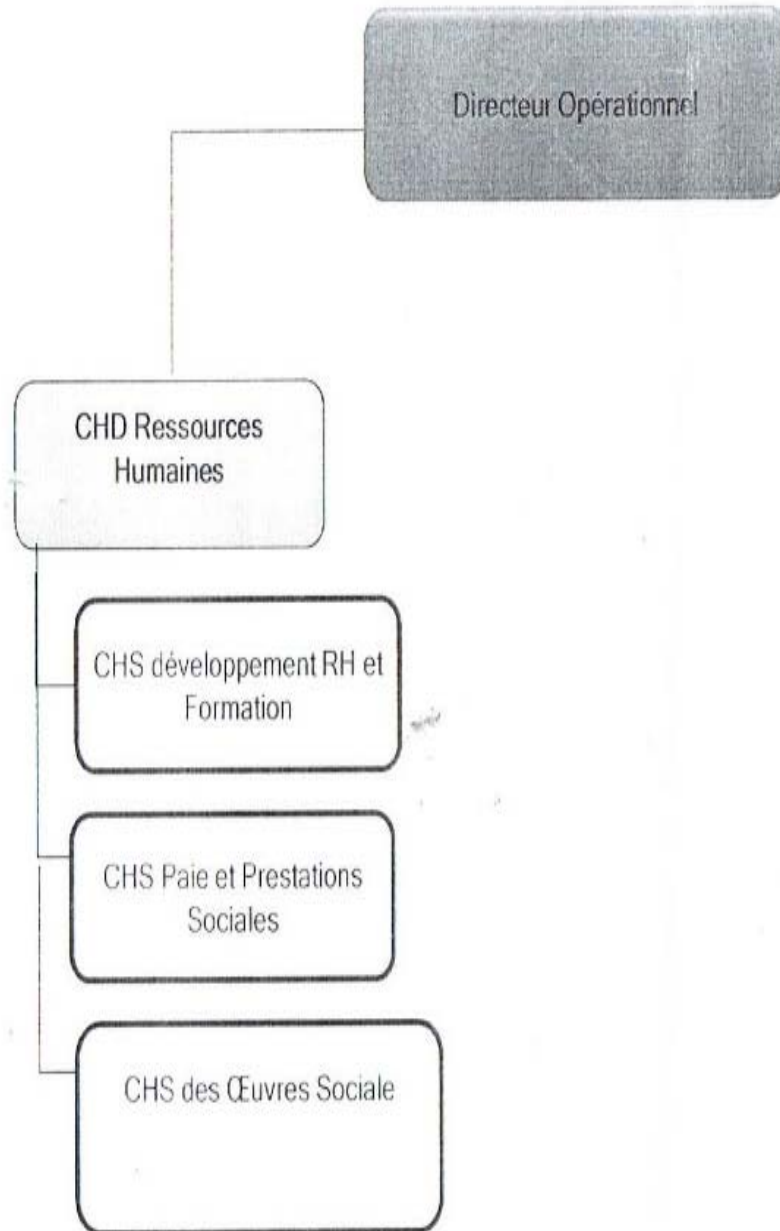 Directeur Opérationnel
CHD Ressources
Humaines
CHS développement RH et
Formation
CHS Paie et Prestations
Sociales
CHS des Œuvres Sociale